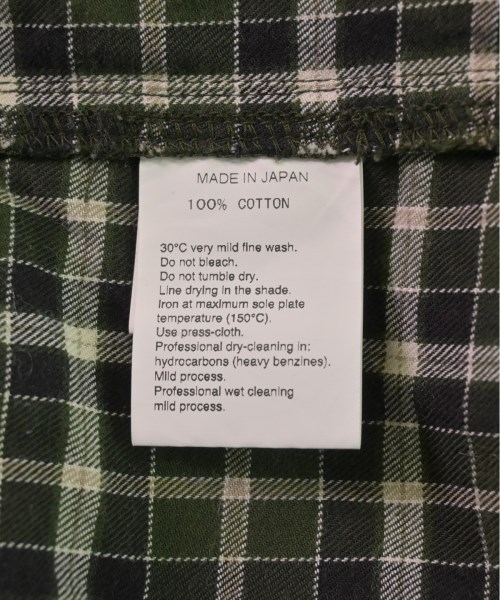 MADE IN JAPAN
100% COTTON
30°C very mild fine wash.
Do not bleach.
Do not tumble dry.
Line drying in the shade.
Iron at maximum sole plate
temperature (150°C).
Use press-cloth.
Professional dry-cleaning in:
hydrocarbons (heavy benzines).
Mild process.
Professional wet cleaning
mild process.